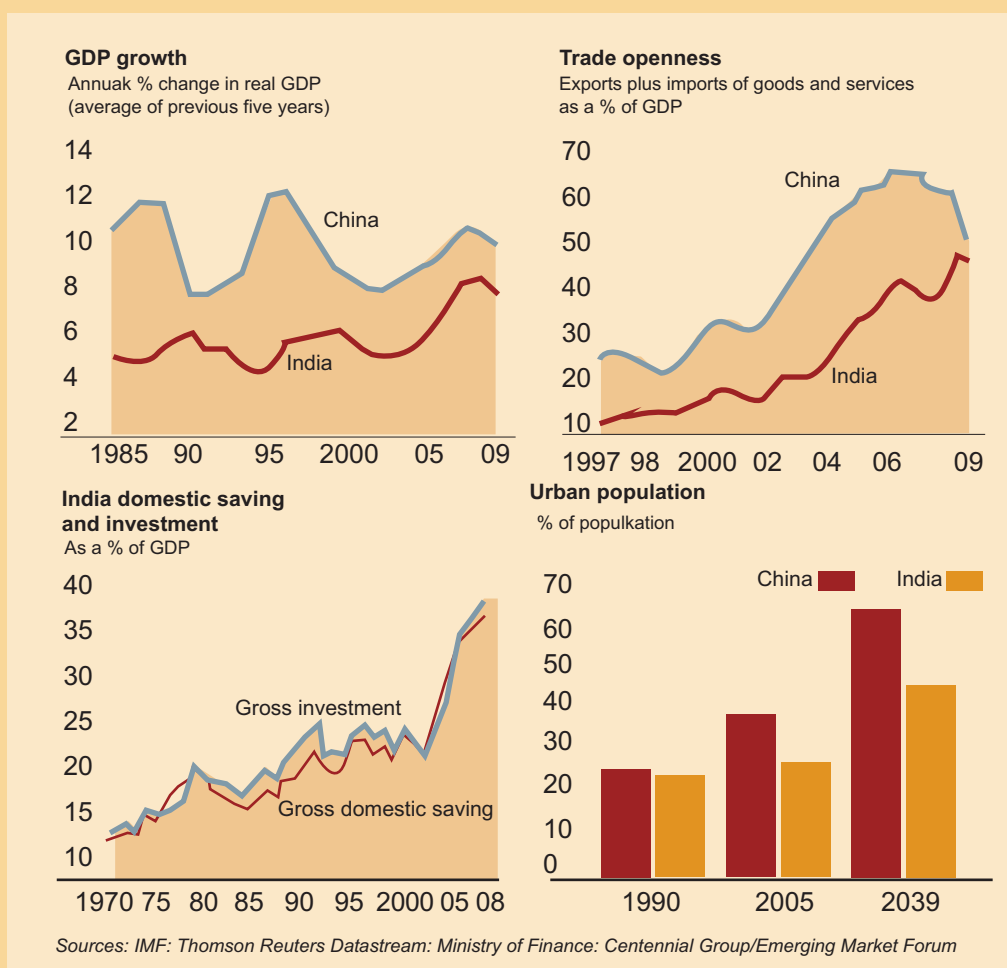 GDP growth
Annuak % change in real GDP
(average of previous five years)
14
12
10
8
6
4
2
China
India
1985 90 95 2000 05 09
Trade openness
Exports plus imports of goods and services
as a % of GDP
70
60
50
40
30
20
10
China
India
1997 98 2000 02 04 06 09
India domestic saving
and investment
As a % of GDP
40
35
30
25
20
15
10
Gross investment
Gross domestic saving
1970 75 80 85 90 95 2000 05 08
Urban population
% of populkation
China India
70
60
50
40
30
20
10
0
1990 2005 2039
Sources: IMF: Thomson Reuters Datastream: Ministry of Finance: Centennial Group/Emerging Market Forum